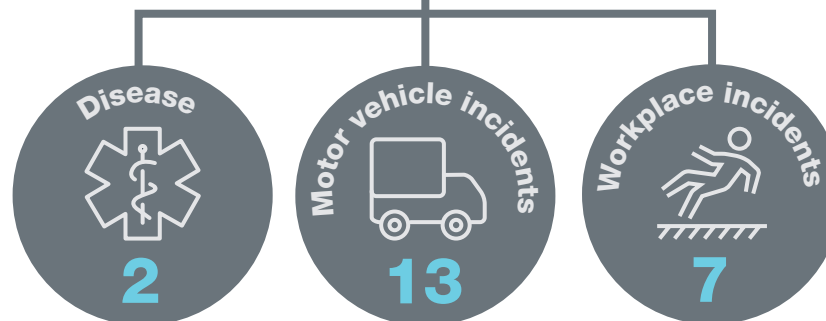 Disease
2
Motor vehicle incidents
13
Workplace incidents
7